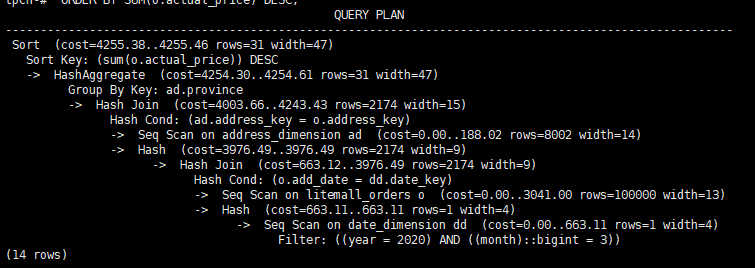 tpch-#  ORDER BY SUM(o.actual_price) DESC;
QUERY PLAN
-----------------------------------------------------------------------------------------------------
Sort  (cost=4255.38..4255.46 rows=31 width=47)
Sort Key: (sum(o.actual_price)) DESC
->  HashAggregate  (cost=4254.30..4254.61 rows=31 width=47)
Group By Key: ad.province
->  Hash Join  (cost=4003.66..4243.43 rows=2174 width=15)
Hash Cond: (ad.address_key = o.address_key)
->  Seq Scan on address_dimension ad  (cost=0.00..188.02 rows=8002 width=14)
->  Hash  (cost=3976.49..3976.49 rows=2174 width=9)
->  Hash Join  (cost=663.12..3976.49 rows=2174 width=9)
Hash Cond: (o.add_date = dd.date_key)
->  Seq Scan on litemall_orders o  (cost=0.00..3041.00 rows=100000 width=13)
->  Hash  (cost=663.11..663.11 rows=1 width=4)
->  Seq Scan on date_dimension dd  (cost=0.00..663.11 rows=1 width=4)
Filter: ((year = 2020) AND ((month)::bigint = 3))
(14 rows)